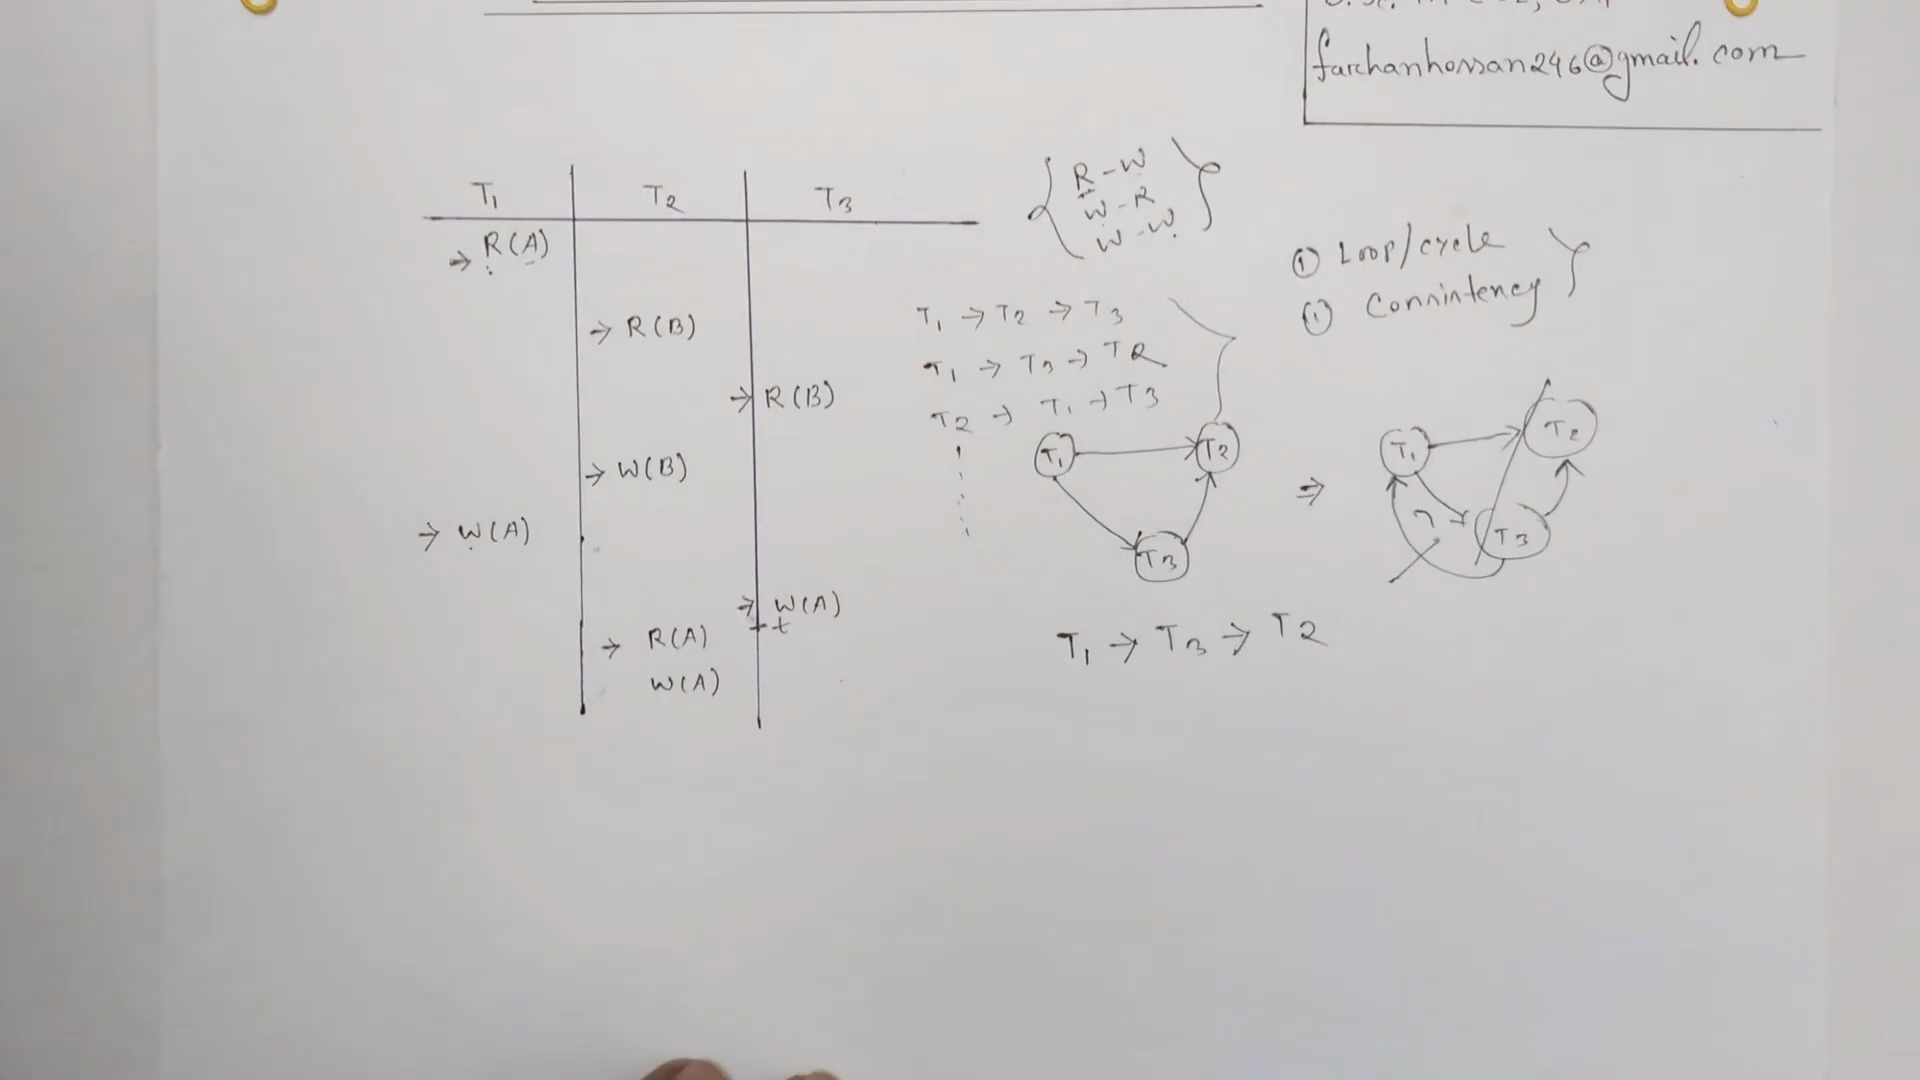 farhanhossan246@gmail.com
T1 T2 T3
→ R(A)
→ R(B)
→ R(B)
→ W(B)
→ W(A)
→ W(A)
→ R(A)
W(A)
R-W
W-R
W-W
① Loop/cycle
① Consistency
T1 → T2 → T3
T1 → T3 → T2
T2 → T1 → T3
T1 T2
T3
⇒
T1 T2
T3
T1 → T3 → T2